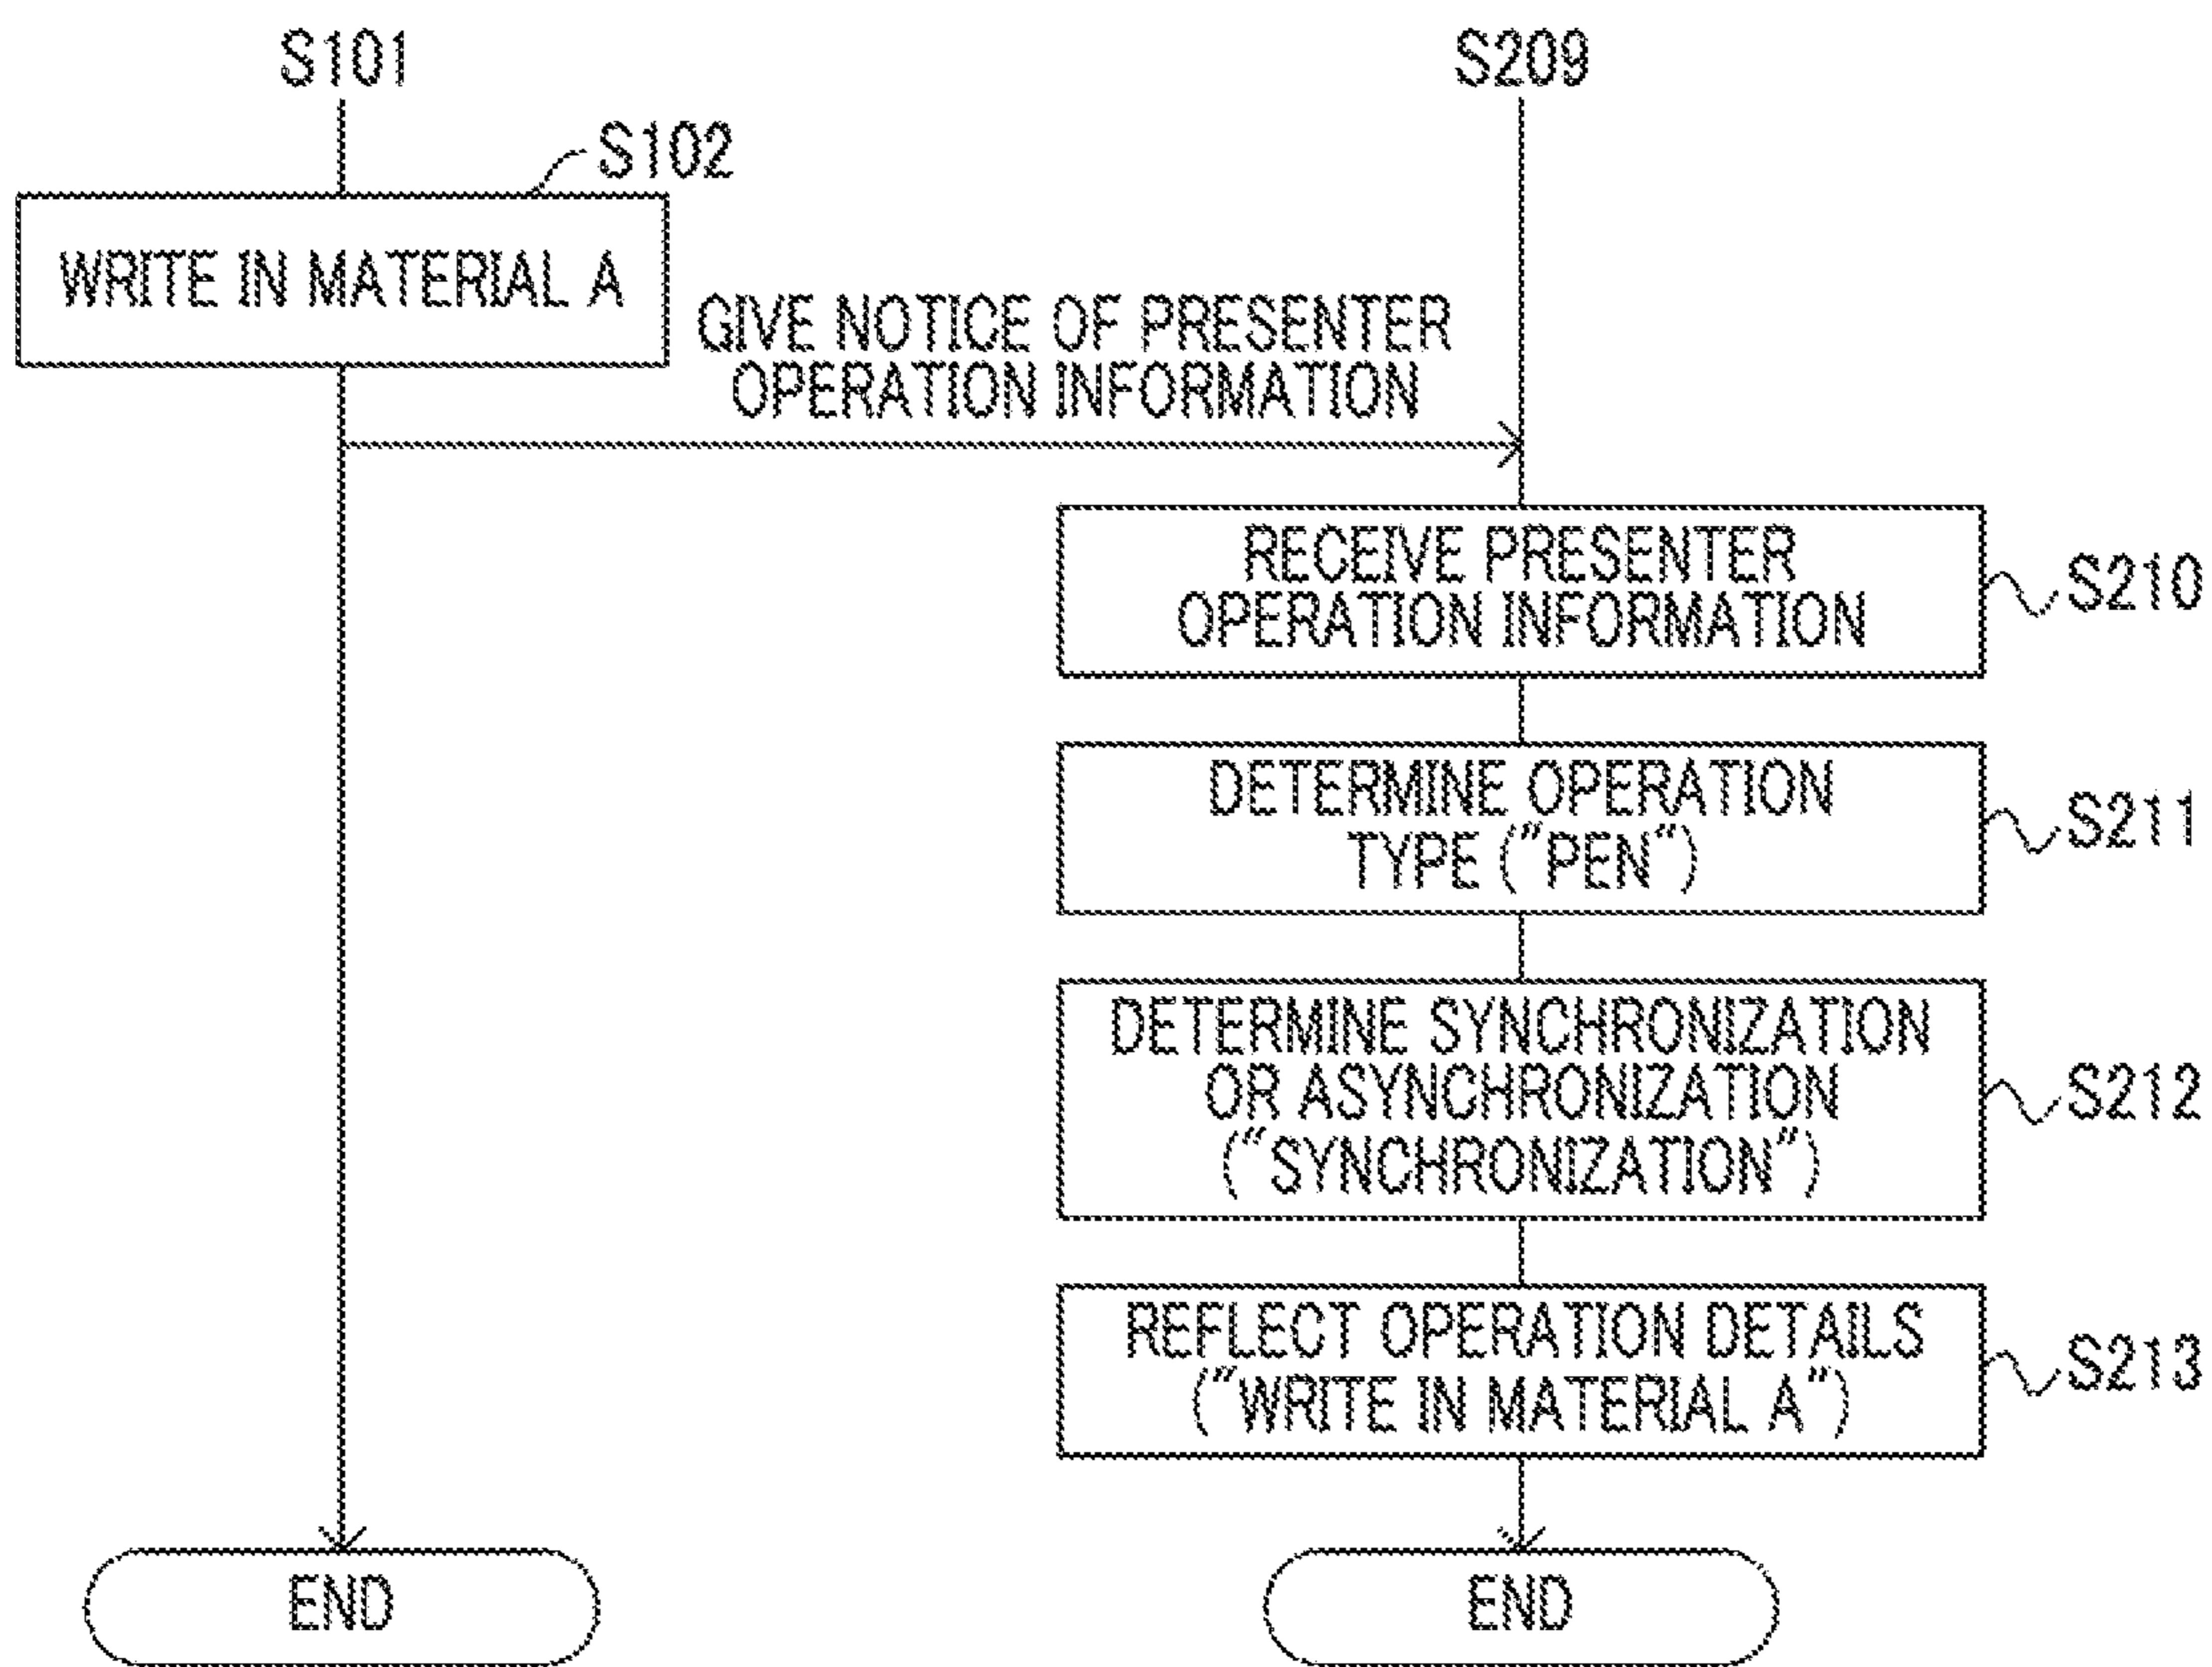 S101
S209
S102
WRITE IN MATERIAL A
GIVE NOTICE OF PRESENTER
OPERATION INFORMATION
RECEIVE PRESENTER
OPERATION INFORMATION
S210
DETERMINE OPERATION
TYPE ("PEN")
S211
DETERMINE SYNCHRONIZATION
OR ASYNCHRONIZATION
("SYNCHRONIZATION")
S212
REFLECT OPERATION DETAILS
("WRITE IN MATERIAL A")
S213
END
END